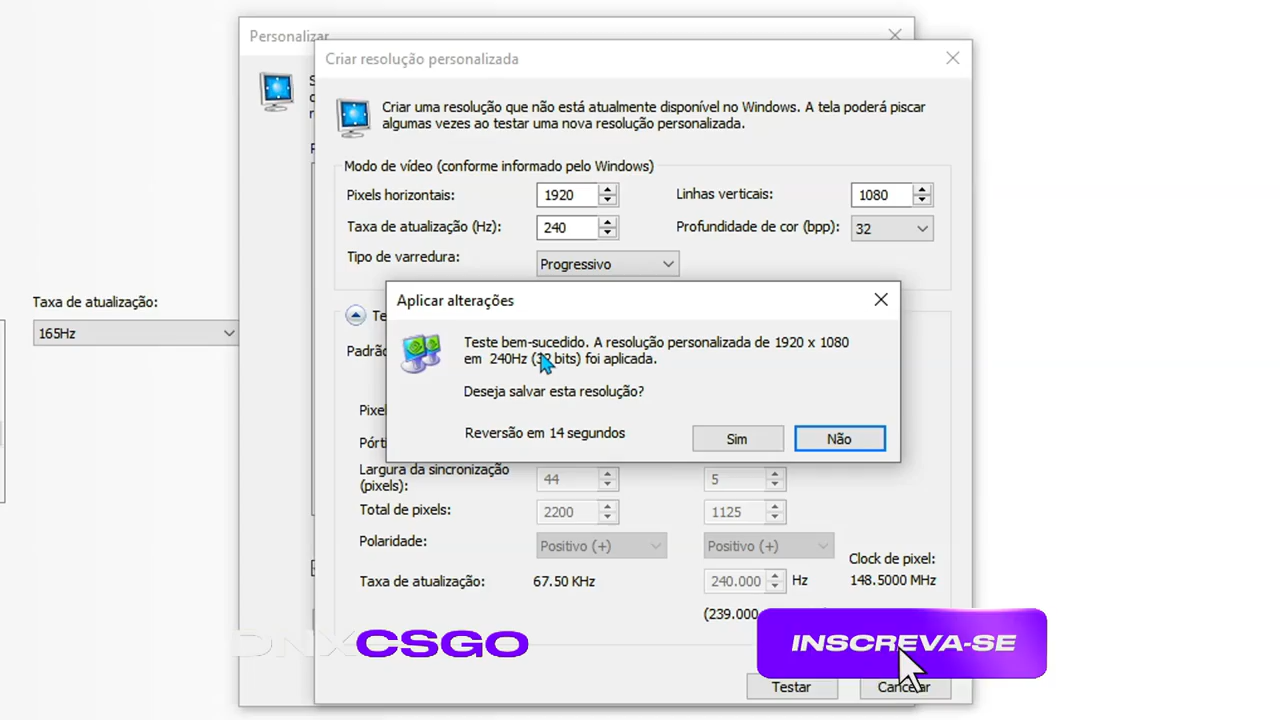 Personalizar
Criar resolução personalizada
Criar uma resolução que não está atualmente disponível no Windows. A tela poderá piscar
algumas vezes ao testar uma nova resolução personalizada.
Modo de vídeo (conforme informado pelo Windows)
Pixels horizontais: 1920 Linhas verticais: 1080
Taxa de atualização (Hz): 240 Profundidade de cor (bpp): 32
Tipo de varredura: Progressivo
Taxa de atualização:
165Hz
Aplicar alterações
Teste bem-sucedido. A resolução personalizada de 1920 x 1080
em 240Hz (32 bits) foi aplicada.
Deseja salvar esta resolução?
Reversão em 14 segundos Sim Não
Largura da sincronização
(pixels): 44 5
Total de pixels: 2200 1125
Polaridade: Positivo (+) Positivo (+)
Clock de pixel:
Taxa de atualização: 67.50 KHz 240.000 Hz 148.5000 MHz
(239.000
DNXCSGO
INSCREVA-SE
Testar Cancelar